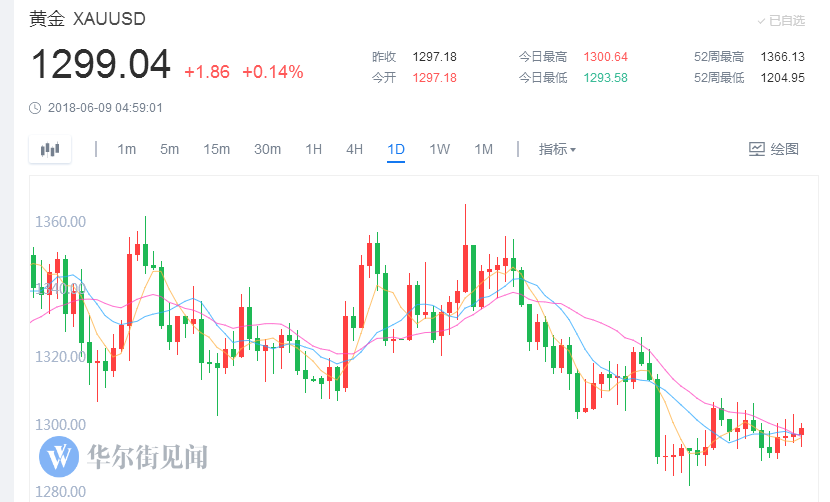 黄金 XAUUSD
✓已自选
1299.04 +1.86 +0.14%
昨收 1297.18 今日最高 1300.64 52周最高 1366.13
今开 1297.18 今日最低 1293.58 52周最低 1204.95
2018-06-09 04:59:01
1m 5m 15m 30m 1H 4H 1D 1W 1M 指标 绘图
1360.00
1340.00
1320.00
1300.00
华尔街见闻
1280.00